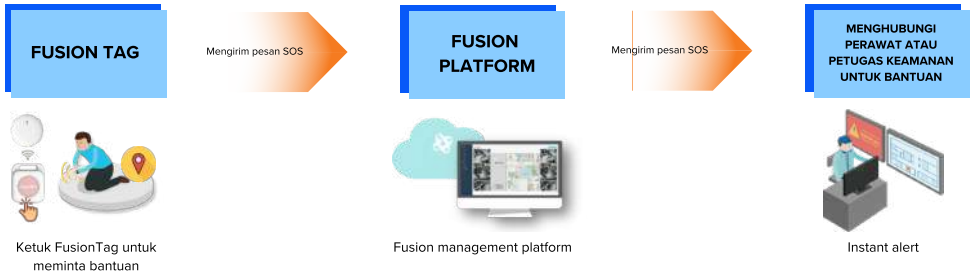 FUSION TAG
Mengirim pesan SOS
FUSION
PLATFORM
Mengirim pesan SOS
MENGHUBUNGI
PERAWAT ATAU
PETUGAS KEAMANAN
UNTUK BANTUAN
Ketuk FusionTag untuk
meminta bantuan
Fusion management platform
Instant alert